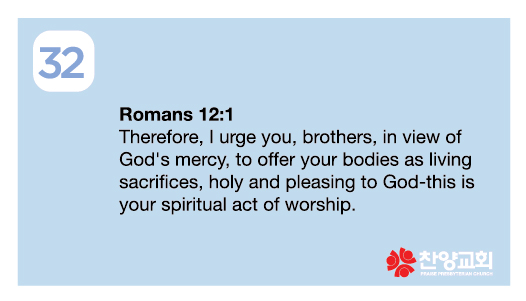 32
Romans 12:1
Therefore, I urge you, brothers, in view of
God's mercy, to offer your bodies as living
sacrifices, holy and pleasing to God-this is
your spiritual act of worship.
찬양교회
PRAISE PRESBYTERIAN CHURCH